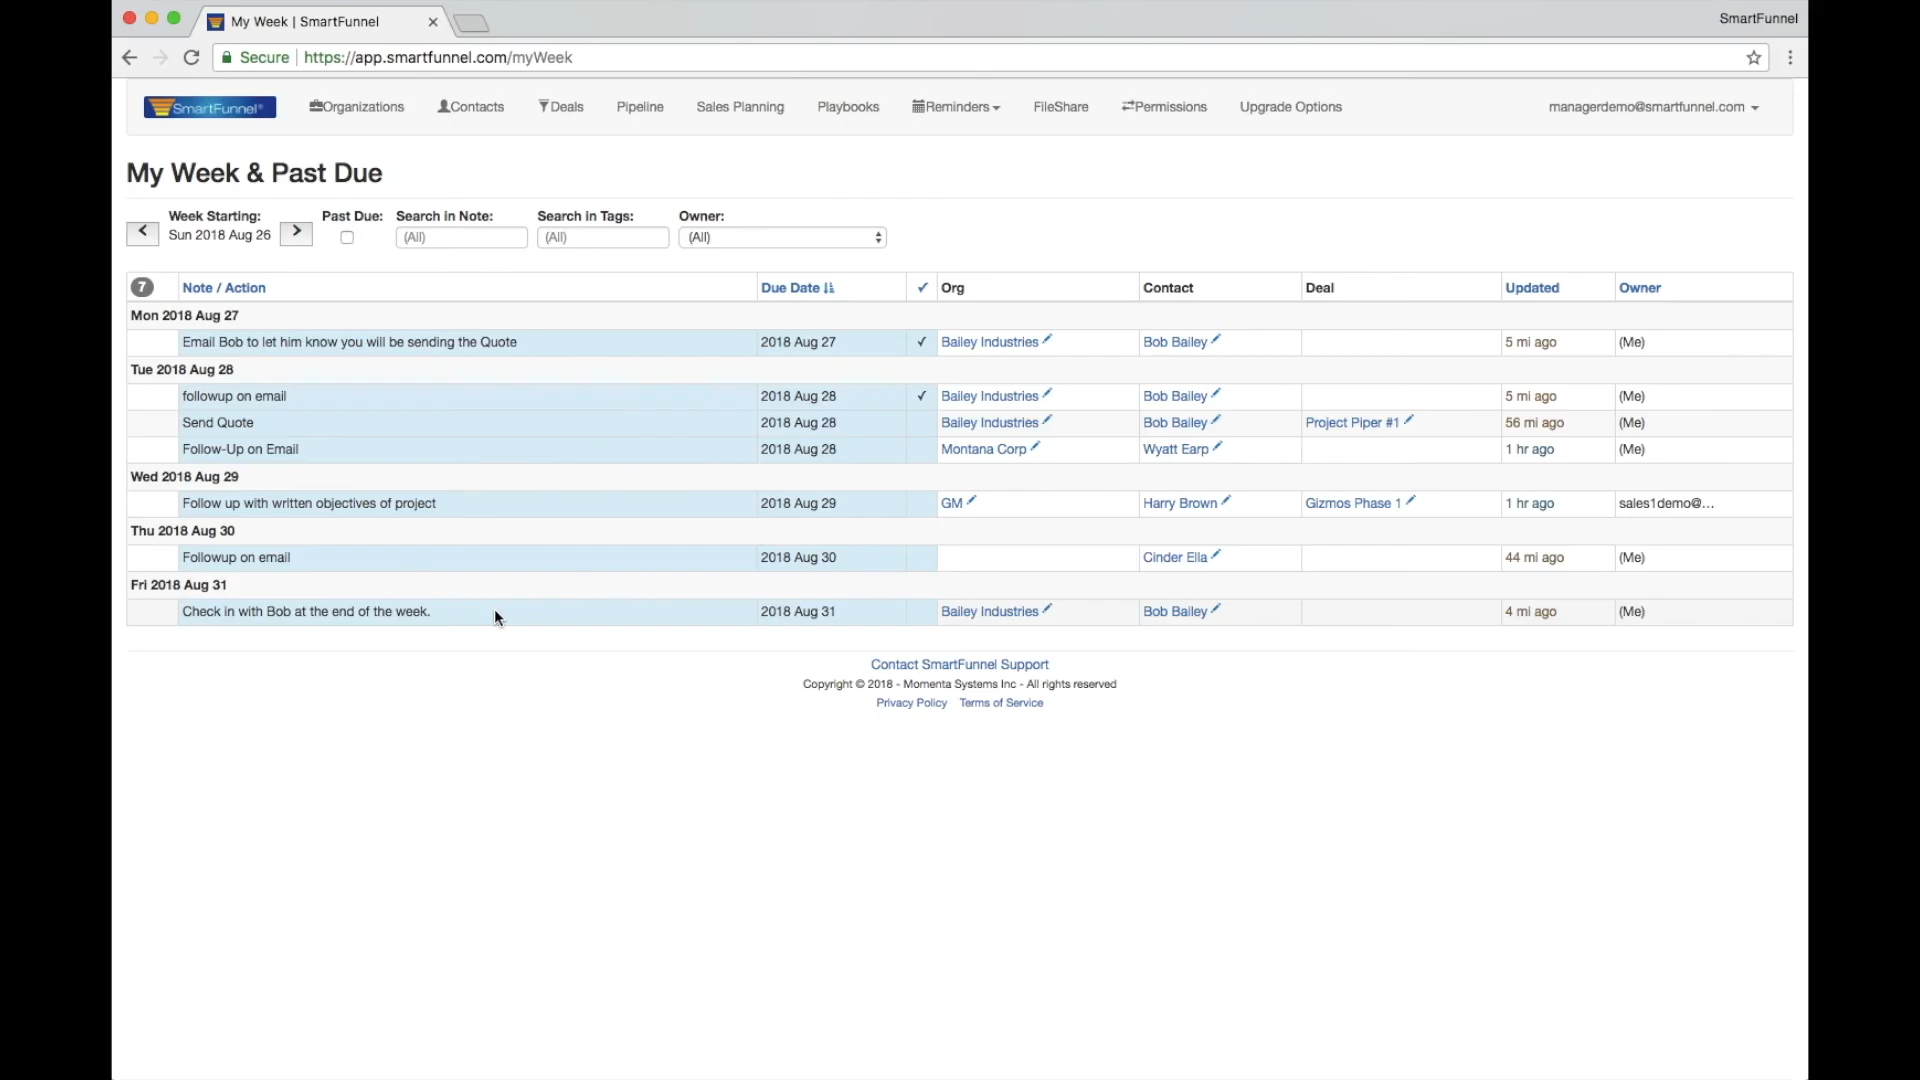 My Week | SmartFunnel
SmartFunnel
Secure https://app.smartfunnel.com/myWeek
SmartFunnel® Organizations Contacts Deals Pipeline Sales Planning Playbooks Reminders FileShare Permissions Upgrade Options managerdemo@smartfunnel.com
My Week & Past Due
Week Starting: Past Due: Search in Note: Search in Tags: Owner:
< Sun 2018 Aug 26 > (All) (All) (All)
7 Note / Action Due Date ✓ Org Contact Deal Updated Owner
Mon 2018 Aug 27
Email Bob to let him know you will be sending the Quote 2018 Aug 27 ✓ Bailey Industries Bob Bailey 5 mi ago (Me)
Tue 2018 Aug 28
followup on email 2018 Aug 28 ✓ Bailey Industries Bob Bailey 5 mi ago (Me)
Send Quote 2018 Aug 28 Bailey Industries Bob Bailey Project Piper #1 56 mi ago (Me)
Follow-Up on Email 2018 Aug 28 Montana Corp Wyatt Earp 1 hr ago (Me)
Wed 2018 Aug 29
Follow up with written objectives of project 2018 Aug 29 GM Harry Brown Gizmos Phase 1 1 hr ago sales1demo@...
Thu 2018 Aug 30
Followup on email 2018 Aug 30 Cinder Ella 44 mi ago (Me)
Fri 2018 Aug 31
Check in with Bob at the end of the week. 2018 Aug 31 Bailey Industries Bob Bailey 4 mi ago (Me)
Contact SmartFunnel Support
Copyright © 2018 - Momenta Systems Inc - All rights reserved
Privacy Policy Terms of Service